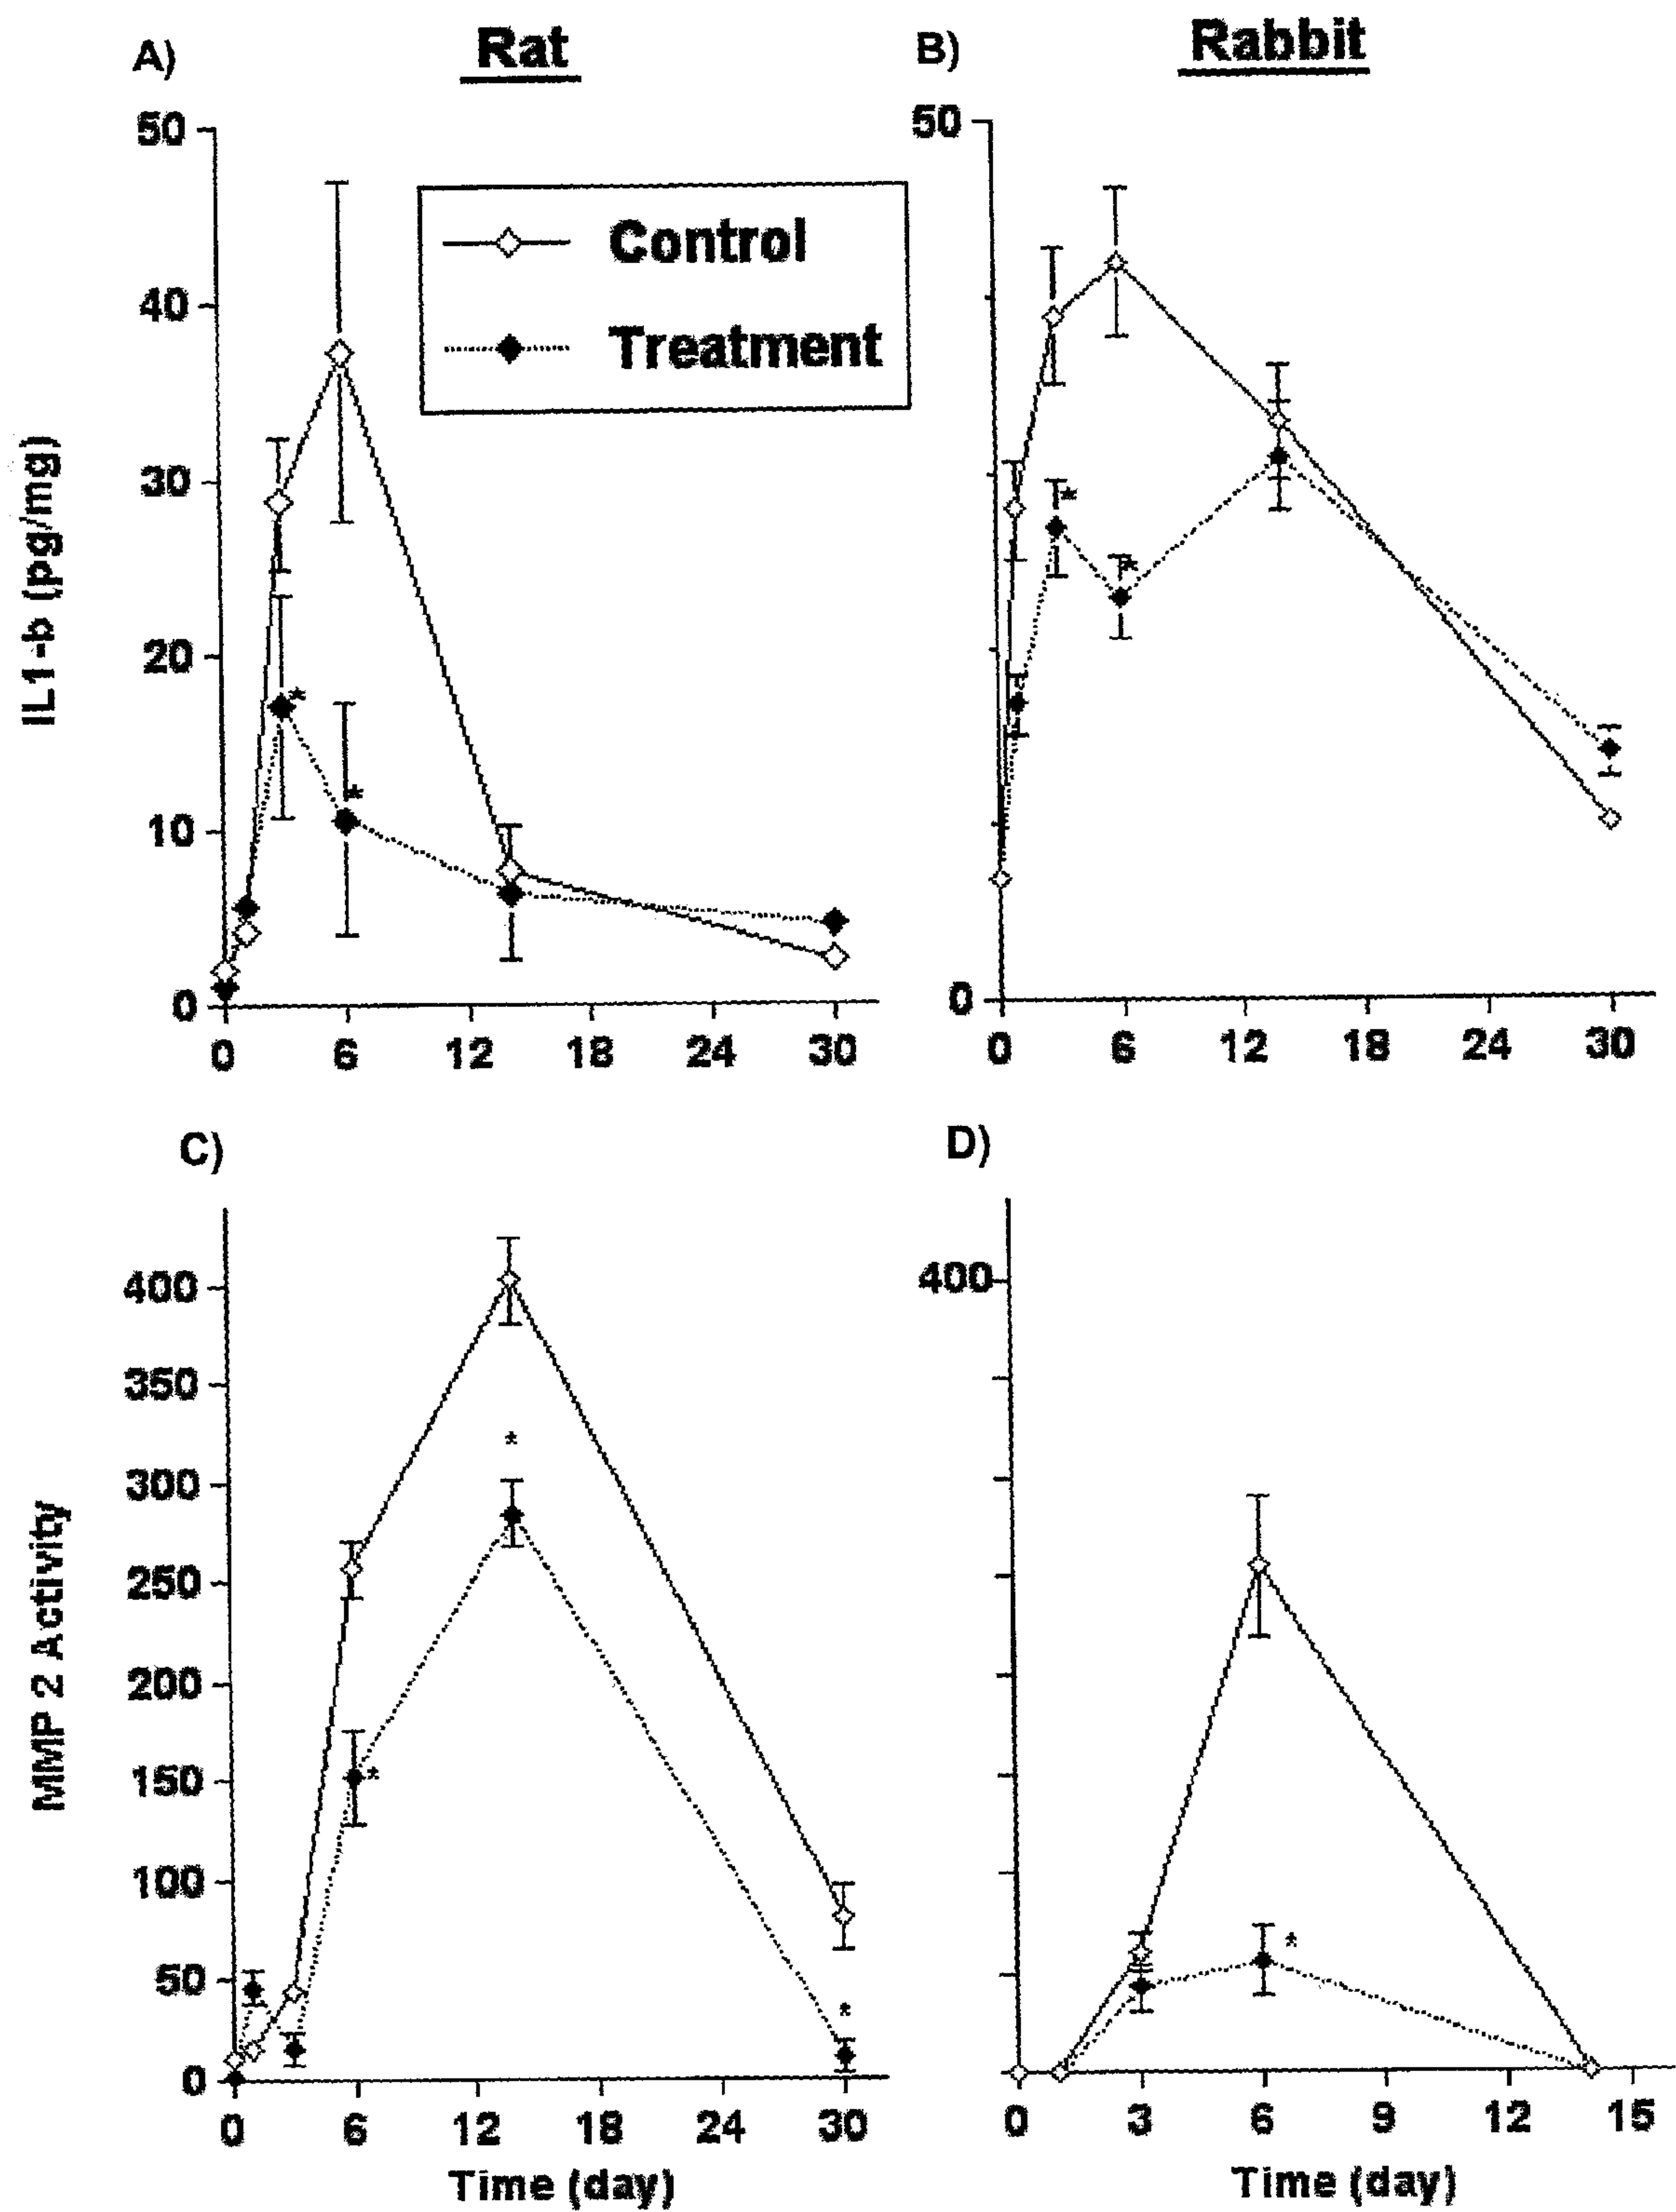 A)
Rat
B)
Rabbit
50
40
30
20
10
0
IL1-b (pg/mg)
Control
Treatment
*
*
0 6 12 18 24 30
50
0
*
*
*
0 6 12 18 24 30
C)
D)
400
350
300
250
200
150
100
50
0
MMP 2 Activity
*
*
*
0 6 12 18 24 30
Time (day)
400
*
0 3 6 9 12 15
Time (day)